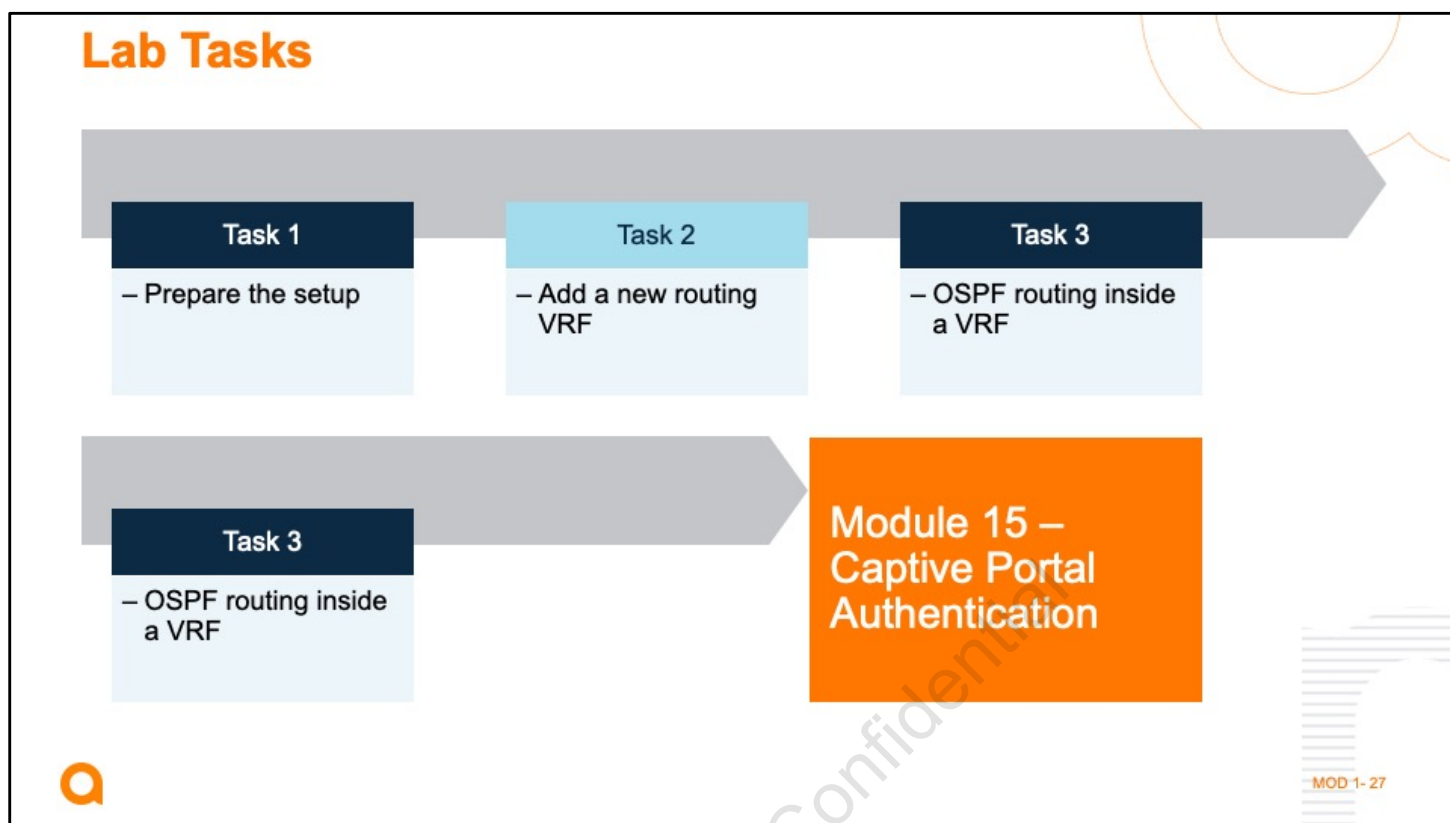 Lab Tasks
Task 1
– Prepare the setup
Task 2
– Add a new routing
VRF
Task 3
– OSPF routing inside
a VRF
Task 3
– OSPF routing inside
a VRF
Module 15 –
Captive Portal
Authentication
Confidential
MOD 1- 27